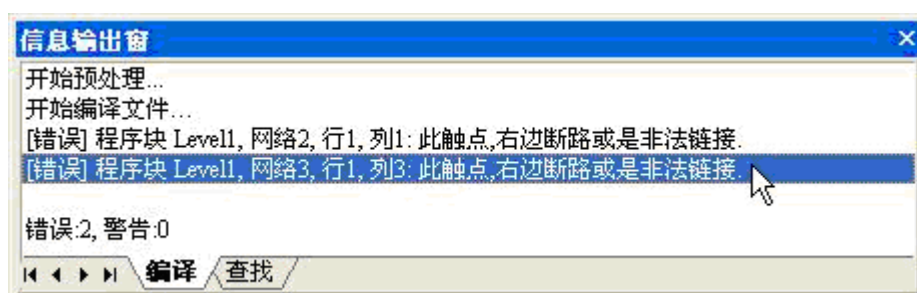 信息输出窗
开始预处理...
开始编译文件...
[错误] 程序块 Level1, 网络2, 行1, 列1: 此触点,右边断路或是非法链接.
[错误] 程序块 Level1, 网络3, 行1, 列3: 此触点,右边断路或是非法链接.
错误:2, 警告:0
编译 查找